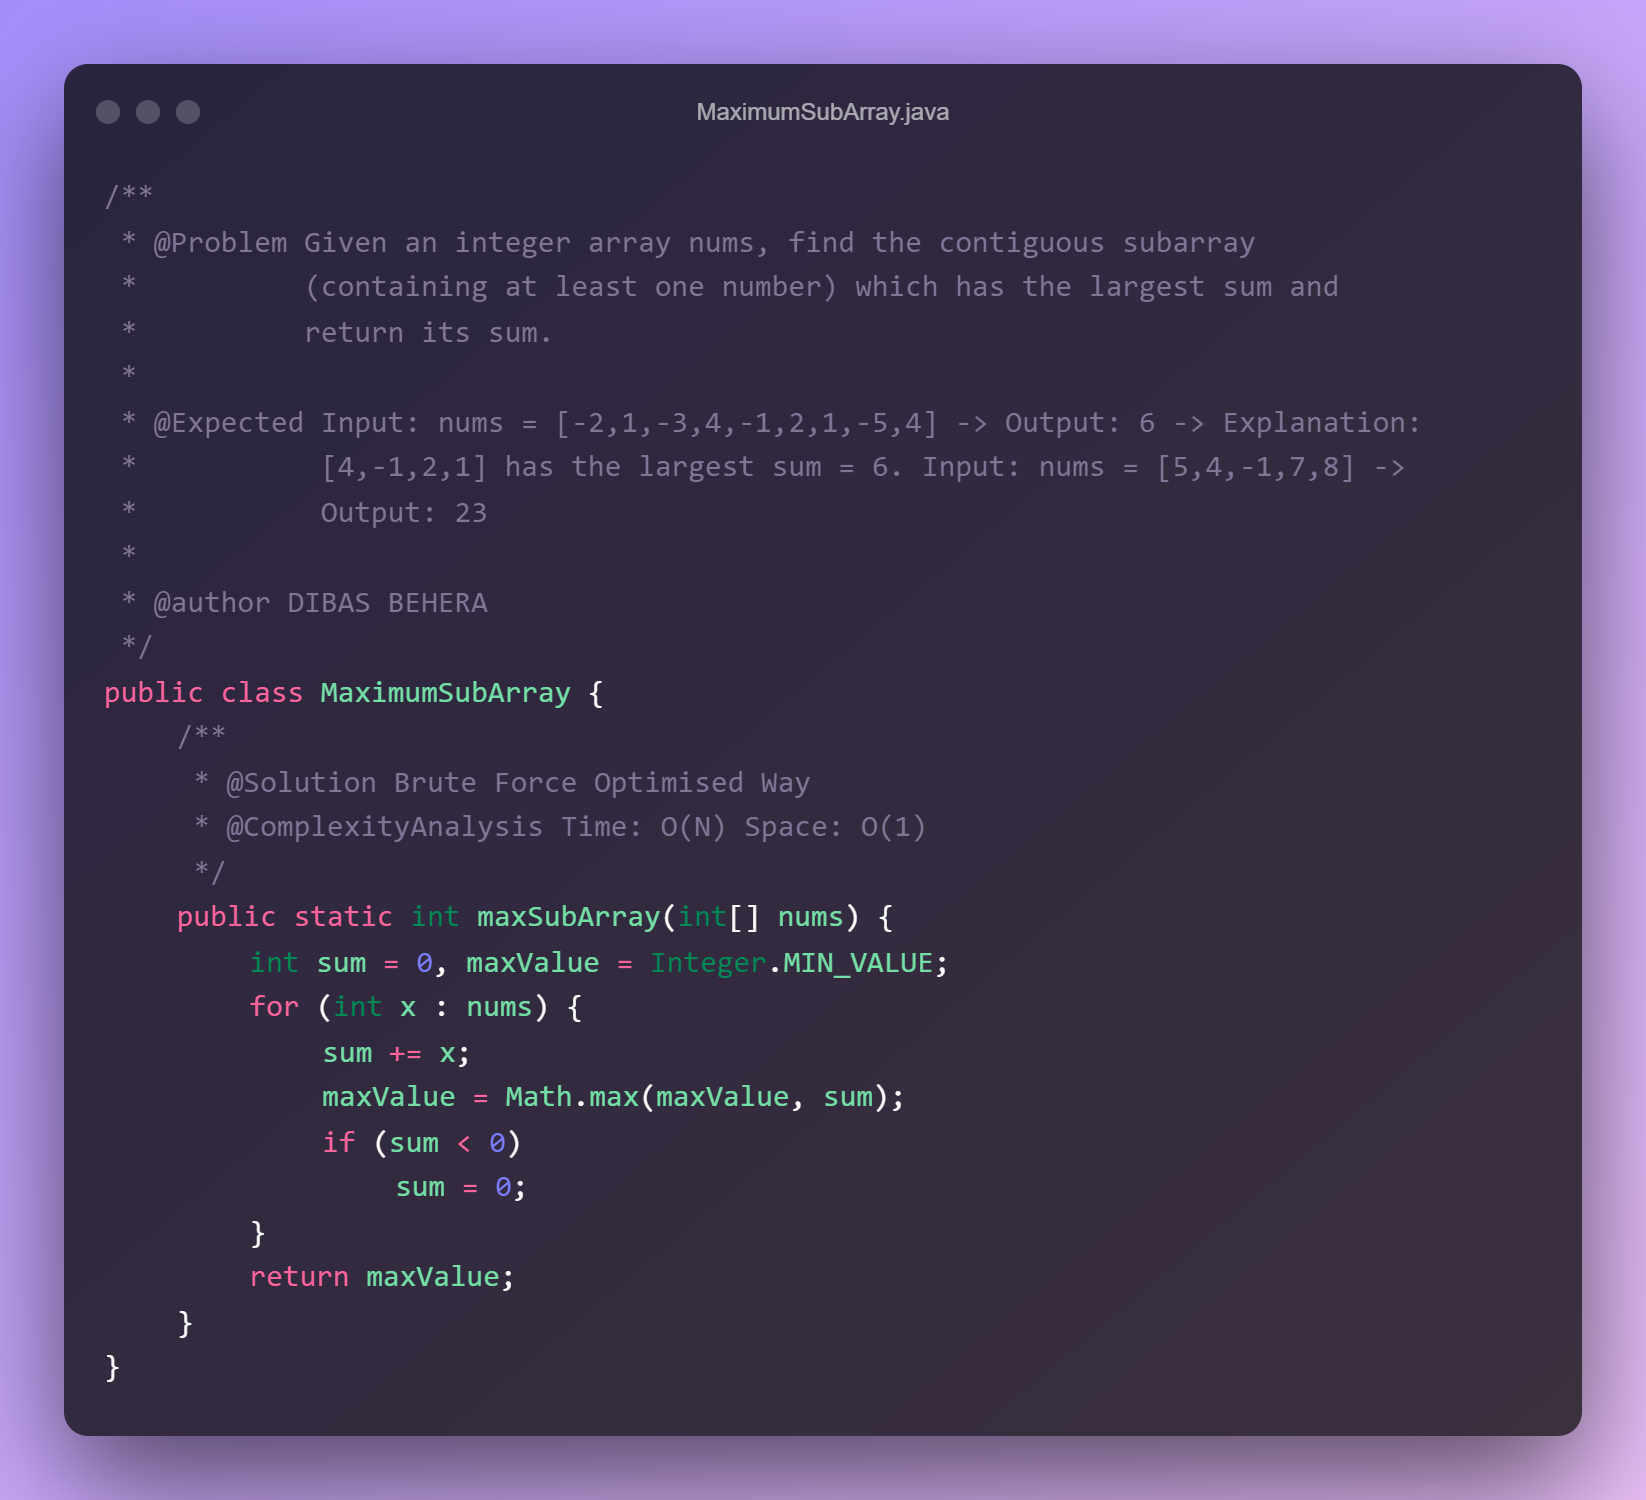 MaximumSubArray.java
/**
 * @Problem Given an integer array nums, find the contiguous subarray
 *          (containing at least one number) which has the largest sum and
 *          return its sum.
 *
 * @Expected Input: nums = [-2,1,-3,4,-1,2,1,-5,4] -> Output: 6 -> Explanation:
 *           [4,-1,2,1] has the largest sum = 6. Input: nums = [5,4,-1,7,8] ->
 *           Output: 23
 *
 * @author DIBAS BEHERA
 */
public class MaximumSubArray {
    /**
     * @Solution Brute Force Optimised Way
     * @ComplexityAnalysis Time: O(N) Space: O(1)
     */
    public static int maxSubArray(int[] nums) {
        int sum = 0, maxValue = Integer.MIN_VALUE;
        for (int x : nums) {
            sum += x;
            maxValue = Math.max(maxValue, sum);
            if (sum < 0)
                sum = 0;
        }
        return maxValue;
    }
}